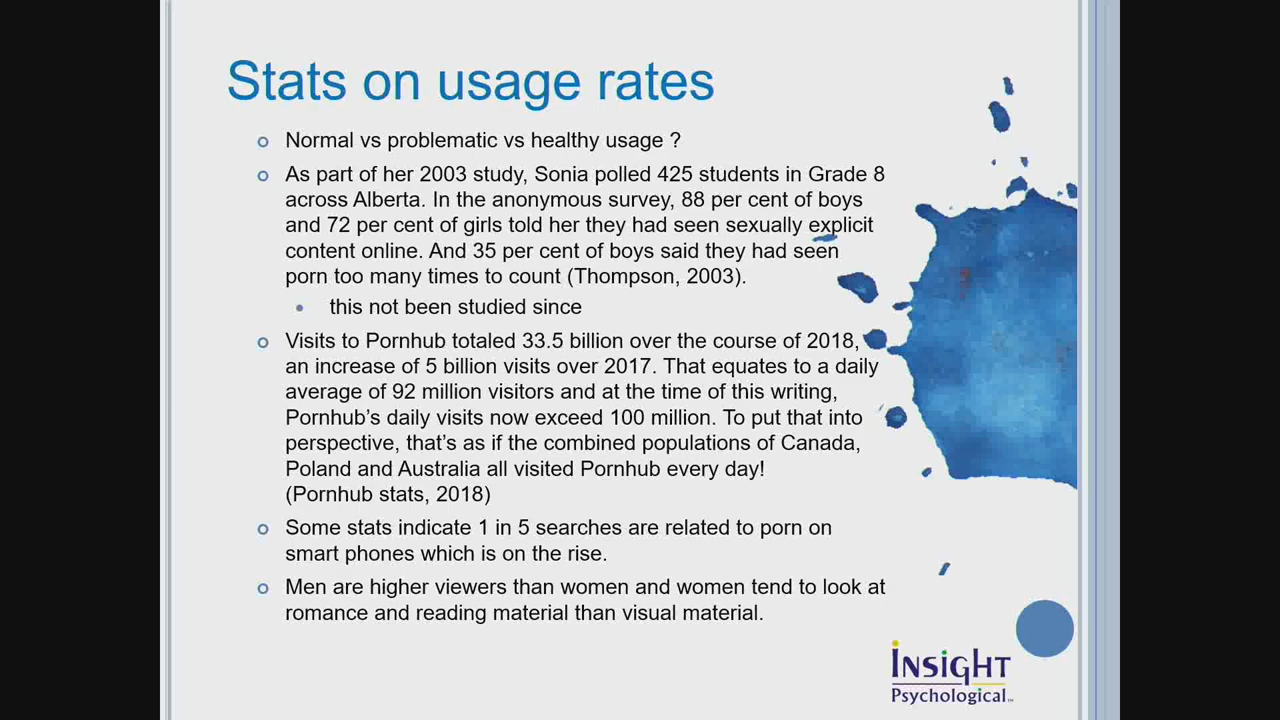 Stats on usage rates
Normal vs problematic vs healthy usage ?
As part of her 2003 study, Sonia polled 425 students in Grade 8
across Alberta. In the anonymous survey, 88 per cent of boys
and 72 per cent of girls told her they had seen sexually explicit
content online. And 35 per cent of boys said they had seen
porn too many times to count (Thompson, 2003).
this not been studied since
Visits to Pornhub totaled 33.5 billion over the course of 2018,
an increase of 5 billion visits over 2017. That equates to a daily
average of 92 million visitors and at the time of this writing,
Pornhub's daily visits now exceed 100 million. To put that into
perspective, that's as if the combined populations of Canada,
Poland and Australia all visited Pornhub every day!
(Pornhub stats, 2018)
Some stats indicate 1 in 5 searches are related to porn on
smart phones which is on the rise.
Men are higher viewers than women and women tend to look at
romance and reading material than visual material.
Insight
Psychological™